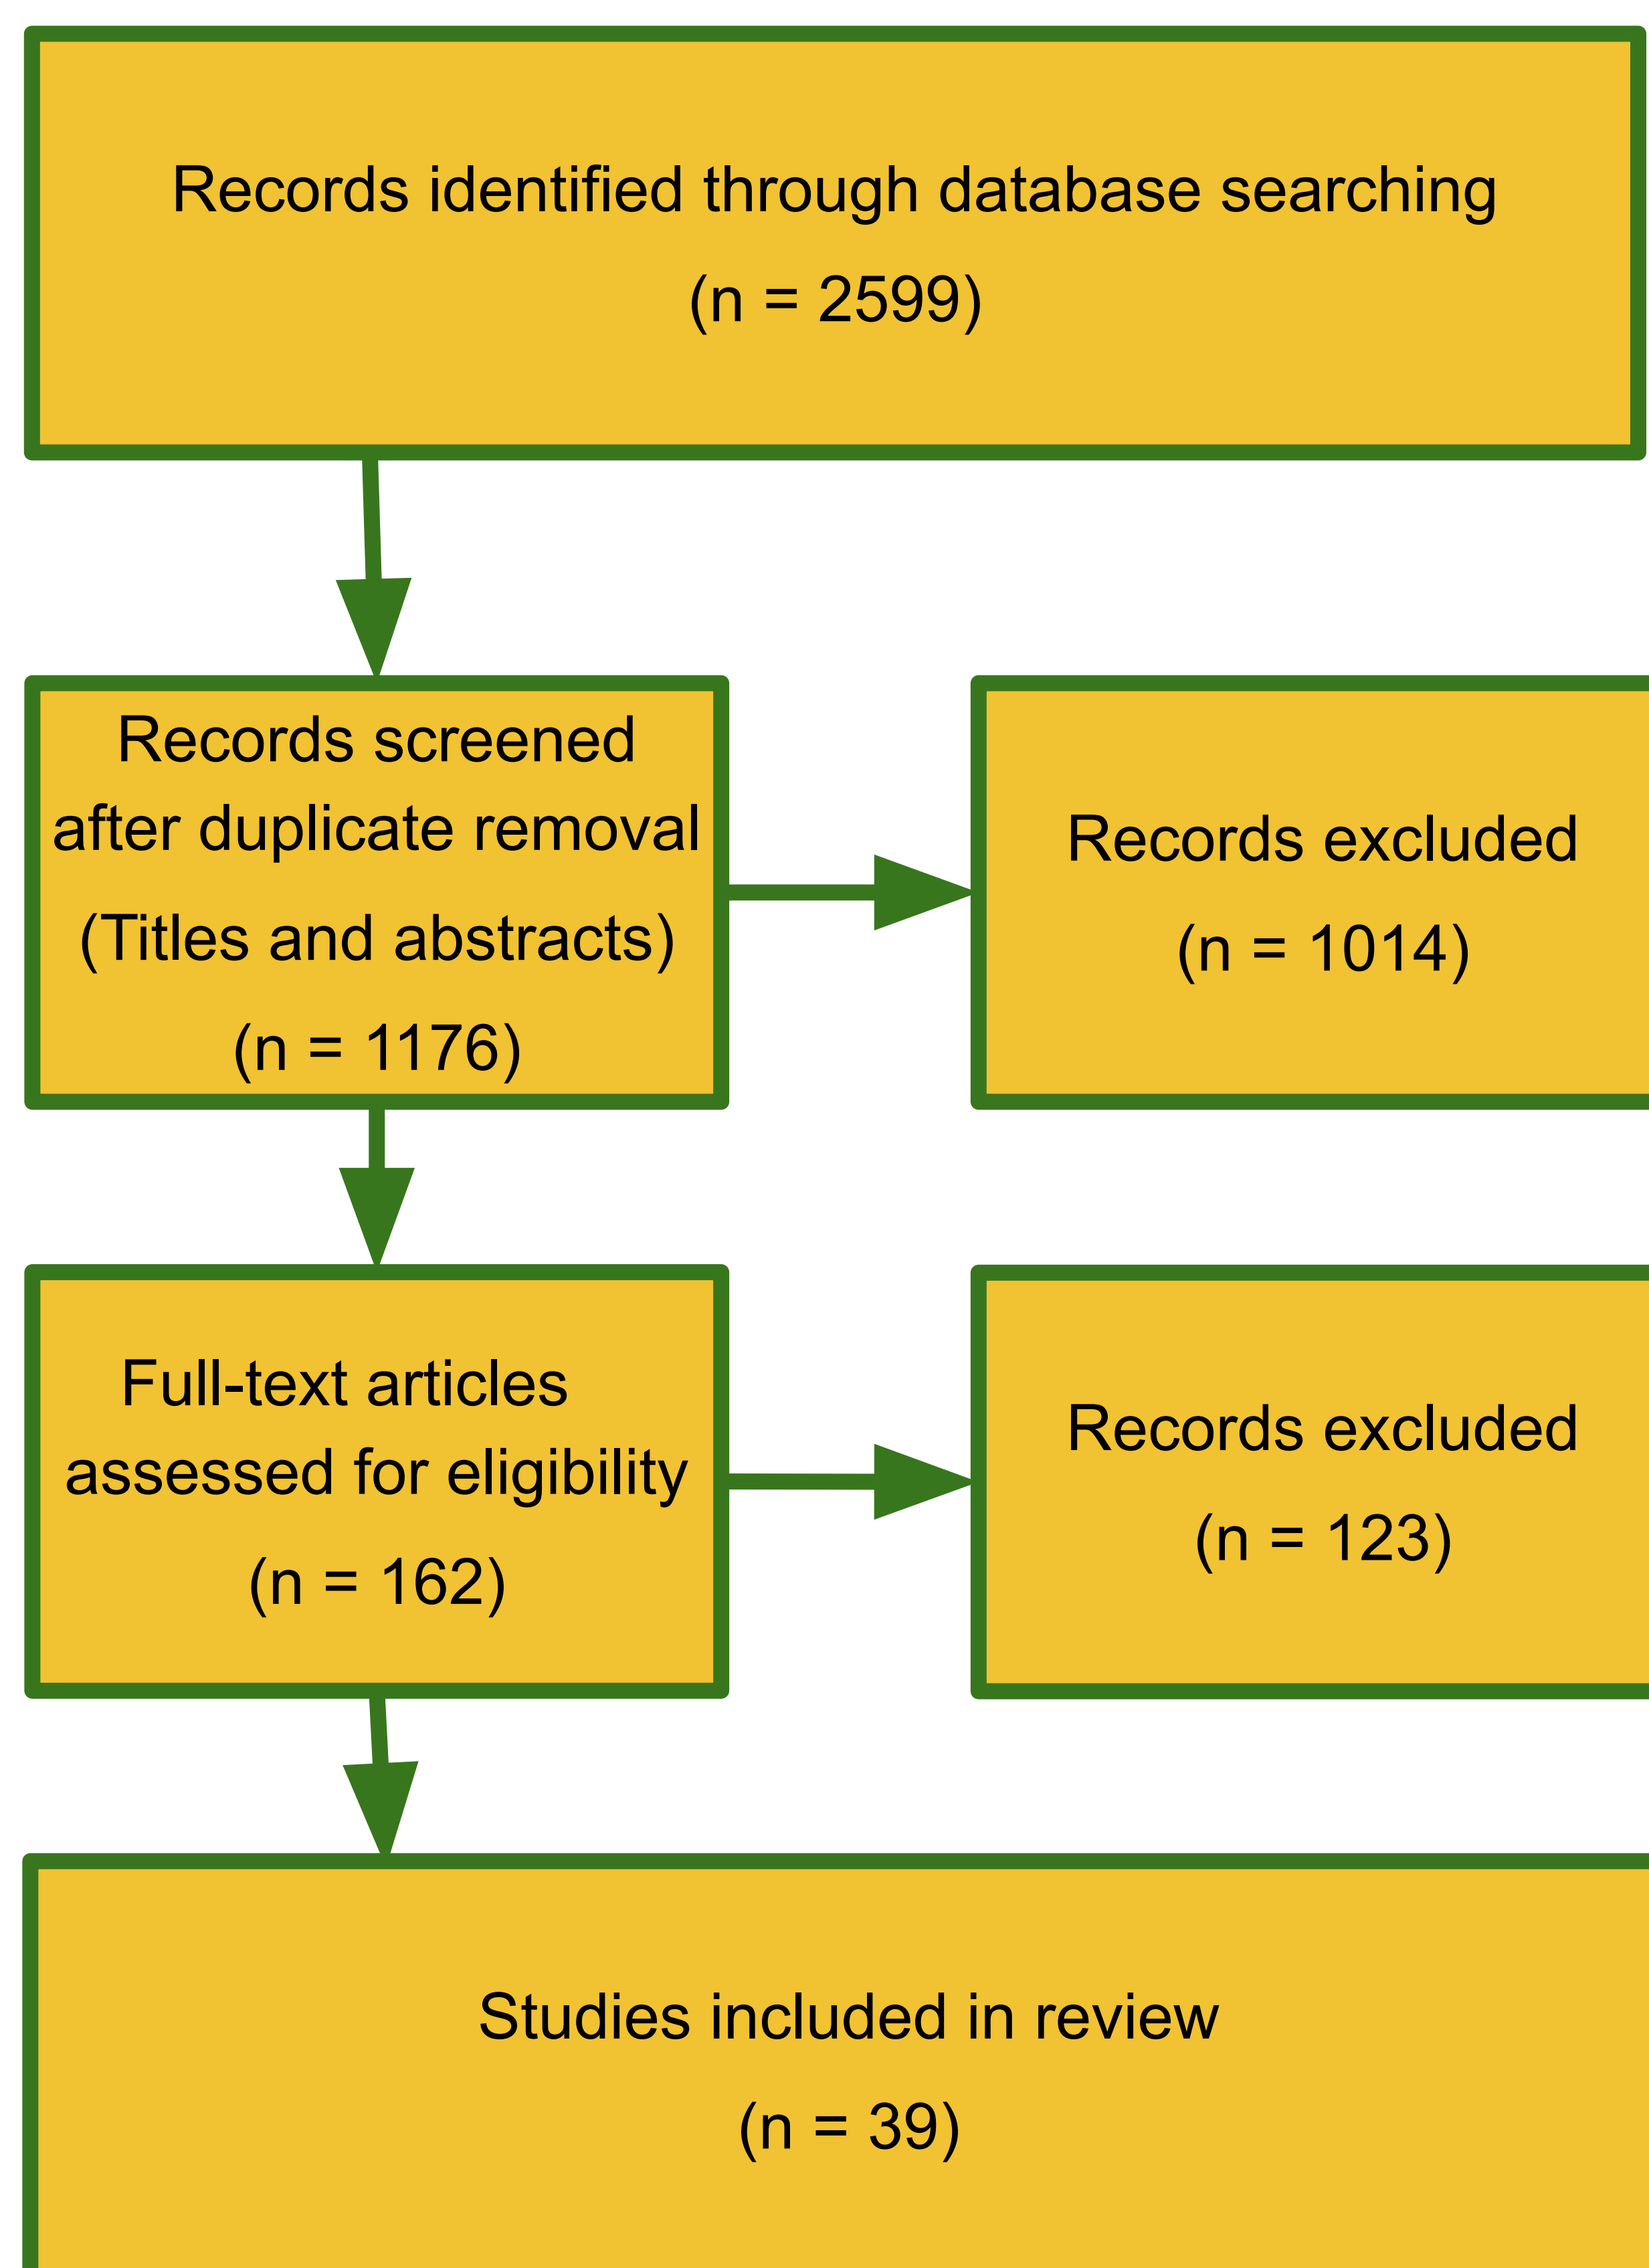 Records identified through database searching
(n = 2599)
Records screened
after duplicate removal
(Titles and abstracts)
(n = 1176)
Records excluded
(n = 1014)
Full-text articles
assessed for eligibility
(n = 162)
Records excluded
(n = 123)
Studies included in review
(n = 39)